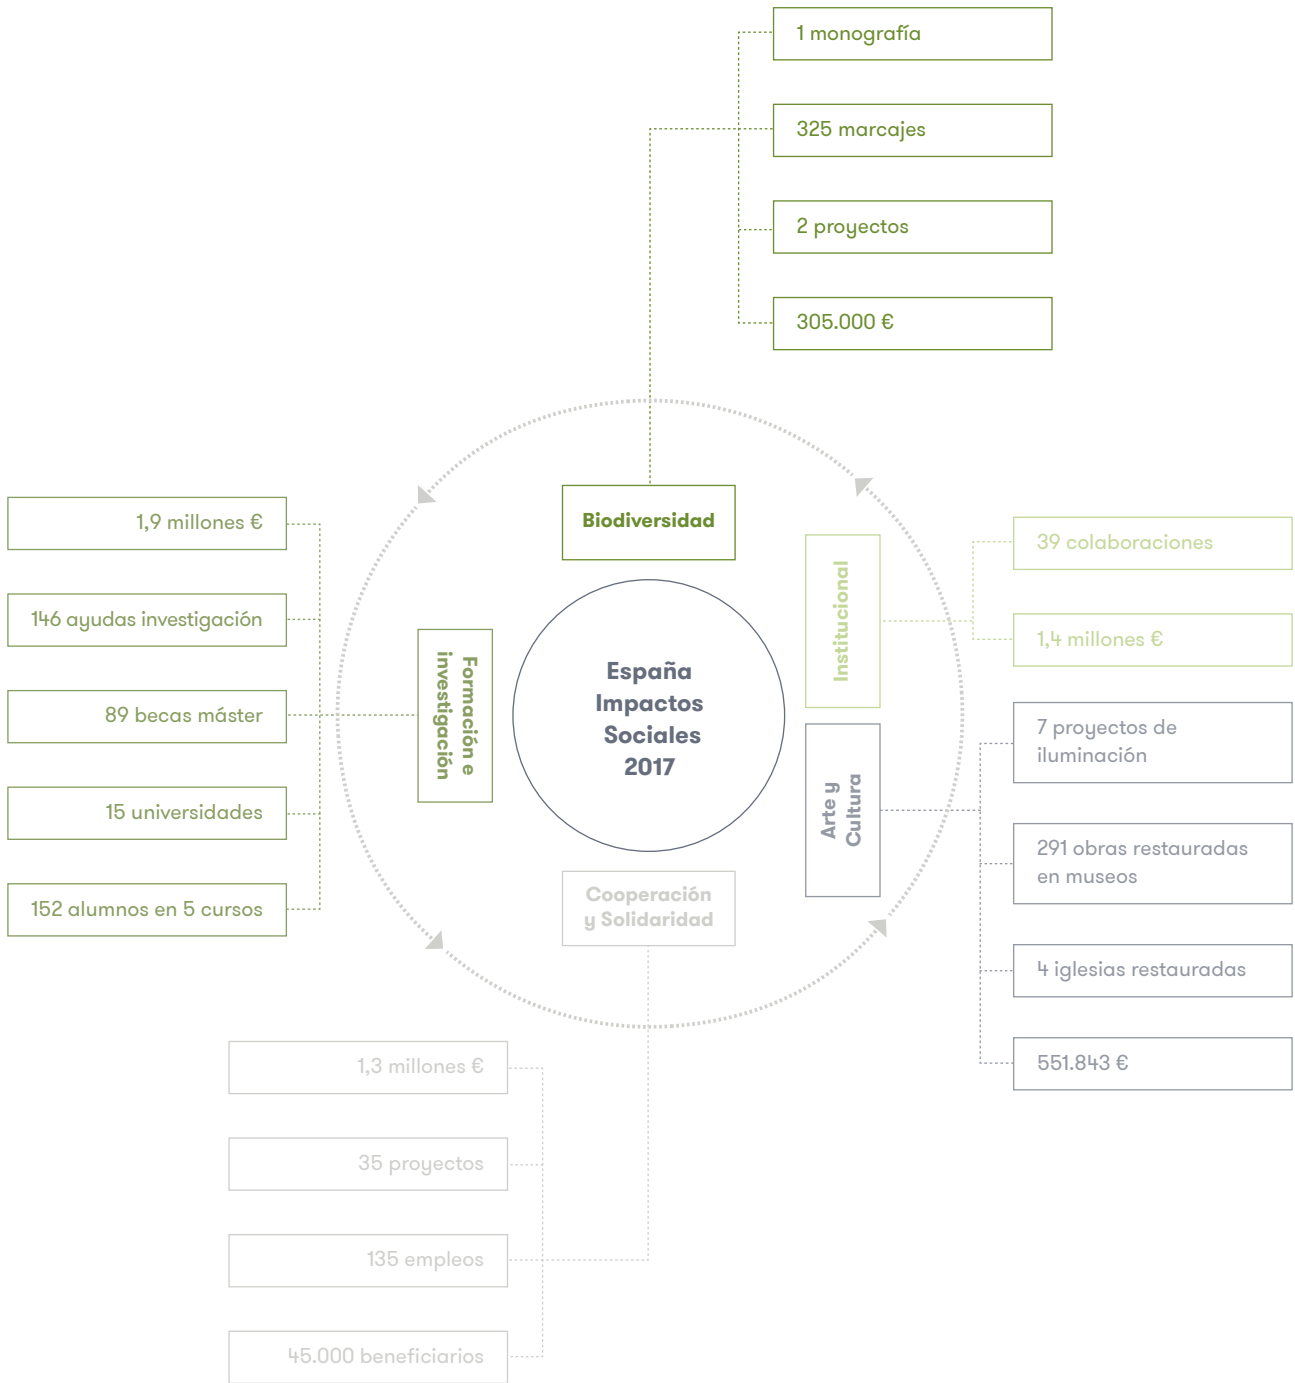 1 monografía
325 marcajes
2 proyectos
305.000 €
Biodiversidad
1,9 millones €
146 ayudas investigación
89 becas máster
15 universidades
152 alumnos en 5 cursos
Formación e
investigación
España
Impactos
Sociales
2017
Institucional
39 colaboraciones
1,4 millones €
Arte y
Cultura
7 proyectos de
iluminación
291 obras restauradas
en museos
4 iglesias restauradas
551.843 €
Cooperación
y Solidaridad
1,3 millones €
35 proyectos
135 empleos
45.000 beneficiarios